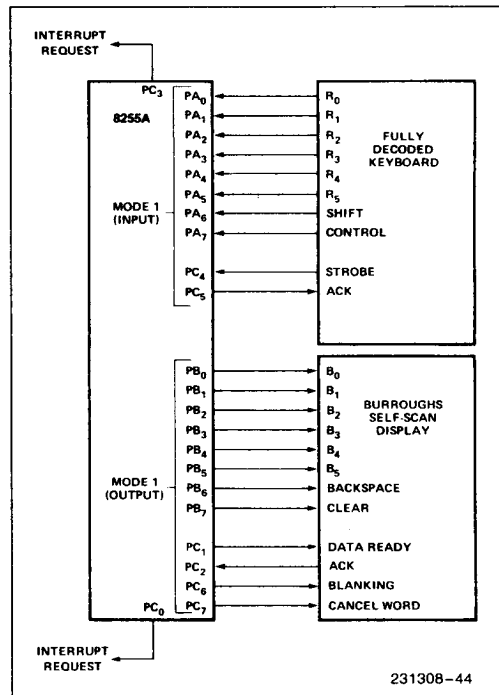 INTERRUPT
REQUEST
PC3
8255A
MODE 1
(INPUT)
PA0
PA1
PA2
PA3
PA4
PA5
PA6
PA7
PC4
PC5
R0
R1
R2
R3
R4
R5
SHIFT
CONTROL
STROBE
ACK
FULLY
DECODED
KEYBOARD
MODE 1
(OUTPUT)
PB0
PB1
PB2
PB3
PB4
PB5
PB6
PB7
PC1
PC2
PC6
PC7
B0
B1
B2
B3
B4
B5
BACKSPACE
CLEAR
DATA READY
ACK
BLANKING
CANCEL WORD
BURROUGHS
SELF-SCAN
DISPLAY
PC0
INTERRUPT
REQUEST
231308-44